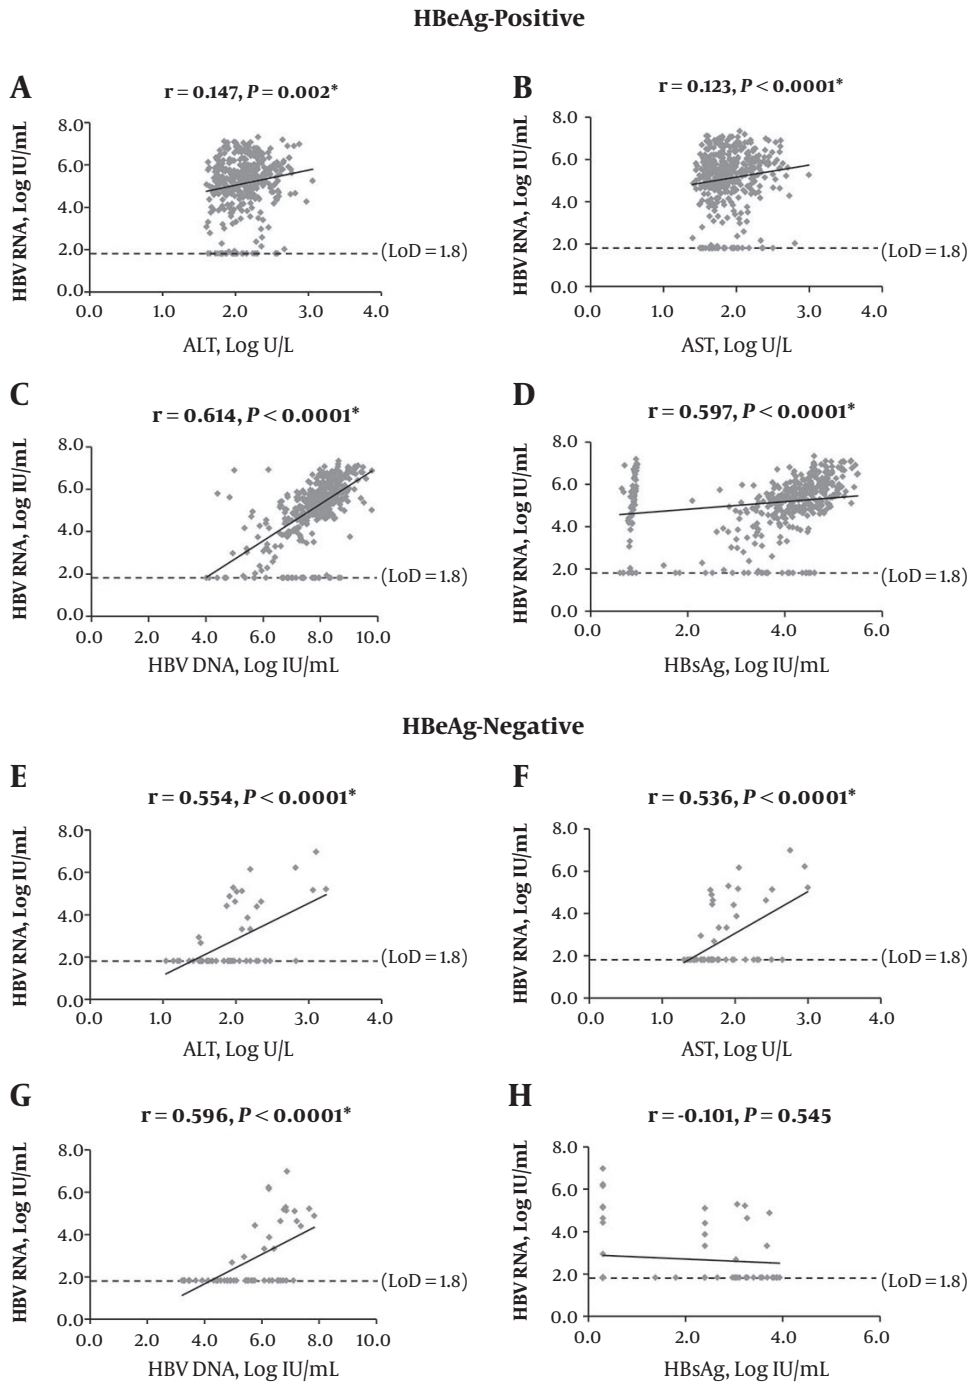 HBeAg-Positive
A
r = 0.147, P = 0.002*
HBV RNA, Log IU/mL
8.0
6.0
4.0
2.0
0.0
(LoD = 1.8)
0.0 1.0 2.0 3.0 4.0
ALT, Log U/L
B
r = 0.123, P < 0.0001*
HBV RNA, Log IU/mL
8.0
6.0
4.0
2.0
0.0
(LoD = 1.8)
0.0 1.0 2.0 3.0 4.0
AST, Log U/L
C
r = 0.614, P < 0.0001*
HBV RNA, Log IU/mL
8.0
6.0
4.0
2.0
0.0
(LoD = 1.8)
0.0 2.0 4.0 6.0 8.0 10.0
HBV DNA, Log IU/mL
D
r = 0.597, P < 0.0001*
HBV RNA, Log IU/mL
8.0
6.0
4.0
2.0
0.0
(LoD = 1.8)
0.0 2.0 4.0 6.0
HBsAg, Log IU/mL
HBeAg-Negative
E
r = 0.554, P < 0.0001*
HBV RNA, Log IU/mL
8.0
6.0
4.0
2.0
0.0
(LoD = 1.8)
0.0 1.0 2.0 3.0 4.0
ALT, Log U/L
F
r = 0.536, P < 0.0001*
HBV RNA, Log IU/mL
8.0
6.0
4.0
2.0
0.0
(LoD = 1.8)
0.0 1.0 2.0 3.0 4.0
AST, Log U/L
G
r = 0.596, P < 0.0001*
HBV RNA, Log IU/mL
8.0
6.0
4.0
2.0
0.0
(LoD = 1.8)
0.0 2.0 4.0 6.0 8.0 10.0
HBV DNA, Log IU/mL
H
r = -0.101, P = 0.545
HBV RNA, Log IU/mL
8.0
6.0
4.0
2.0
0.0
(LoD = 1.8)
0.0 2.0 4.0 6.0
HBsAg, Log IU/mL